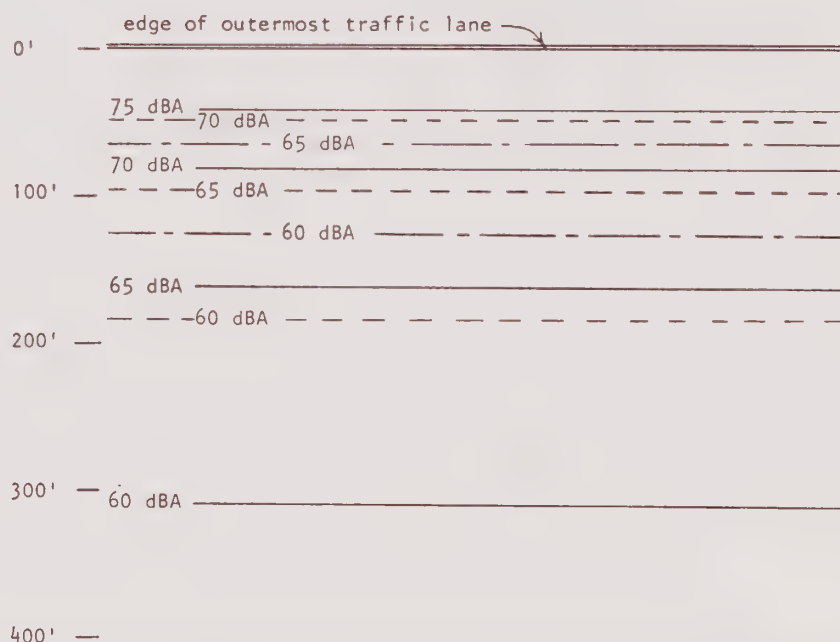 edge of outermost traffic lane
0'
75 dBA
70 dBA
65 dBA
70 dBA
100'
65 dBA
60 dBA
65 dBA
60 dBA
200'
300'
60 dBA
400'